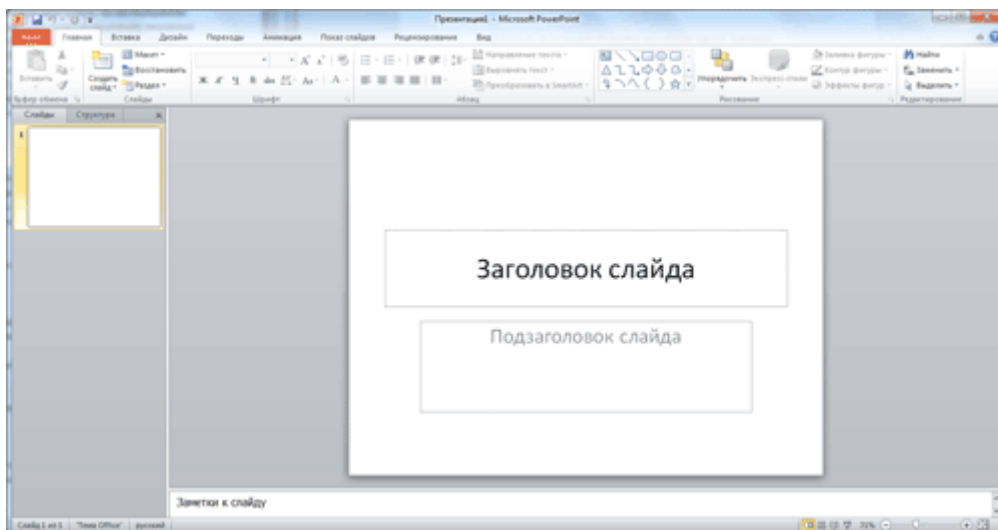 Презентация1 - Microsoft PowerPoint
Файл Главная Вставка Дизайн Переходы Анимация Показ слайдов Рецензирование Вид
Вставить
Создать слайд
Макет
Восстановить
Раздел
Направление текста
Выровнять текст
Преобразовать в SmartArt
Упорядочить Экспресс-стили
Заливка фигуры
Контур фигуры
Эффекты фигур
Найти
Заменить
Выделить
Буфер обмена Слайды Шрифт Абзац Рисование Редактирование
Слайды Структура
1
Заголовок слайда
Подзаголовок слайда
Заметки к слайду
Слайд 1 из 1 "Тема Office" русский 70%